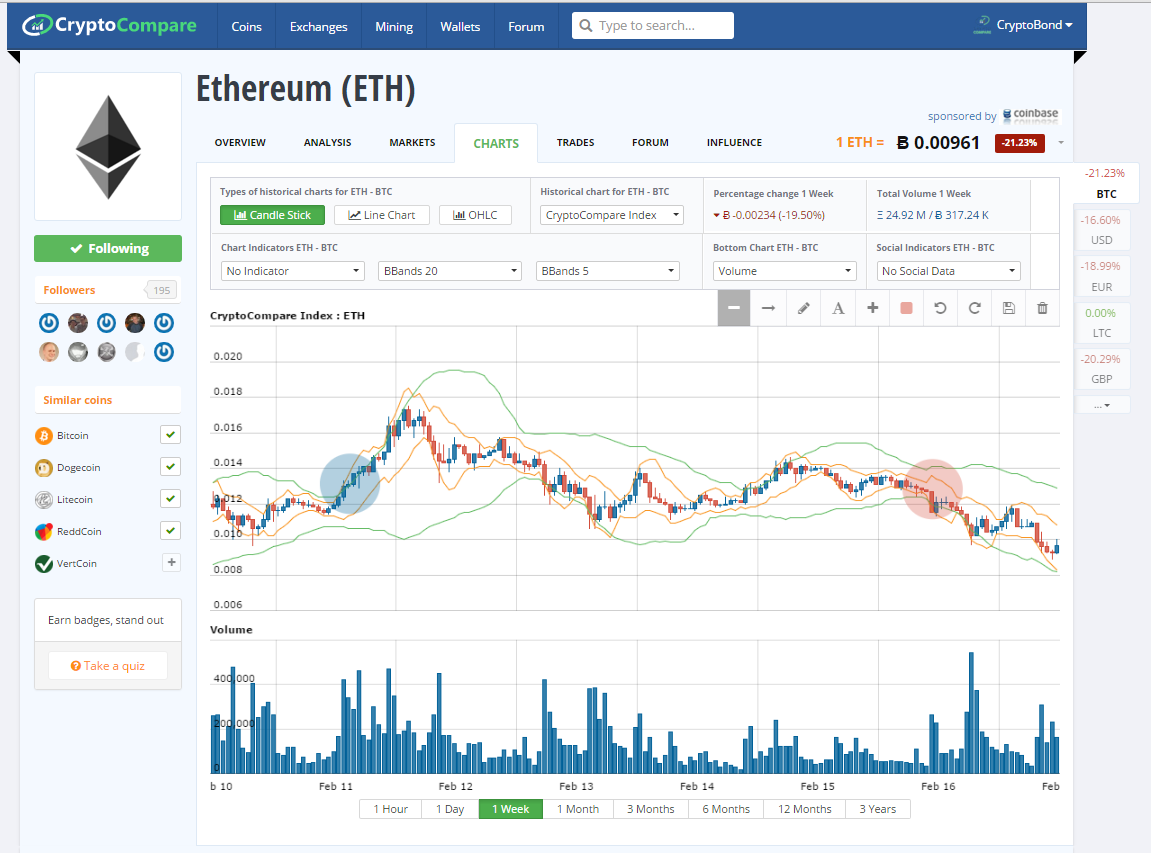 CryptoCompare
Coins
Exchanges
Mining
Wallets
Forum
Type to search...
CryptoBond
Ethereum (ETH)
sponsored by coinbase
OVERVIEW
ANALYSIS
MARKETS
CHARTS
TRADES
FORUM
INFLUENCE
1 ETH = Ƀ 0.00961 -21.23%
Following
Followers 195
Similar coins
Bitcoin
Dogecoin
Litecoin
ReddCoin
VertCoin
Earn badges, stand out
Take a quiz
Types of historical charts for ETH - BTC
Candle Stick
Line Chart
OHLC
Historical chart for ETH - BTC
CryptoCompare Index
Percentage change 1 Week
Ƀ -0.00234 (-19.50%)
Total Volume 1 Week
Ξ 24.92 M / Ƀ 317.24 K
Chart Indicators ETH - BTC
No Indicator
BBands 20
BBands 5
Bottom Chart ETH - BTC
Volume
Social Indicators ETH - BTC
No Social Data
-21.23%
BTC
-16.60%
USD
-18.99%
EUR
0.00%
LTC
-20.29%
GBP
...
CryptoCompare Index : ETH
A
0.020
0.018
0.016
0.014
0.012
0.010
0.008
0.006
Volume
400,000
200,000
0
b 10
Feb 11
Feb 12
Feb 13
Feb 14
Feb 15
Feb 16
Feb
1 Hour
1 Day
1 Week
1 Month
3 Months
6 Months
12 Months
3 Years